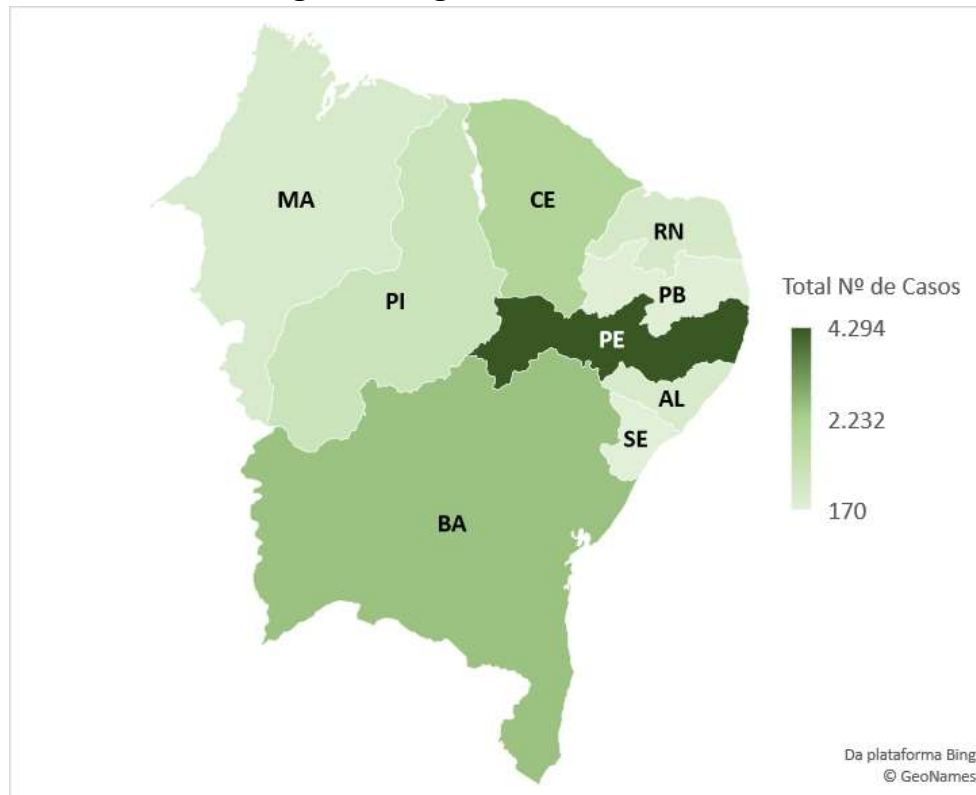 MA
CE
RN
PI
PB
PE
AL
SE
BA
Total Nº de Casos
4.294
2.232
170
Da plataforma Bing
© GeoNames